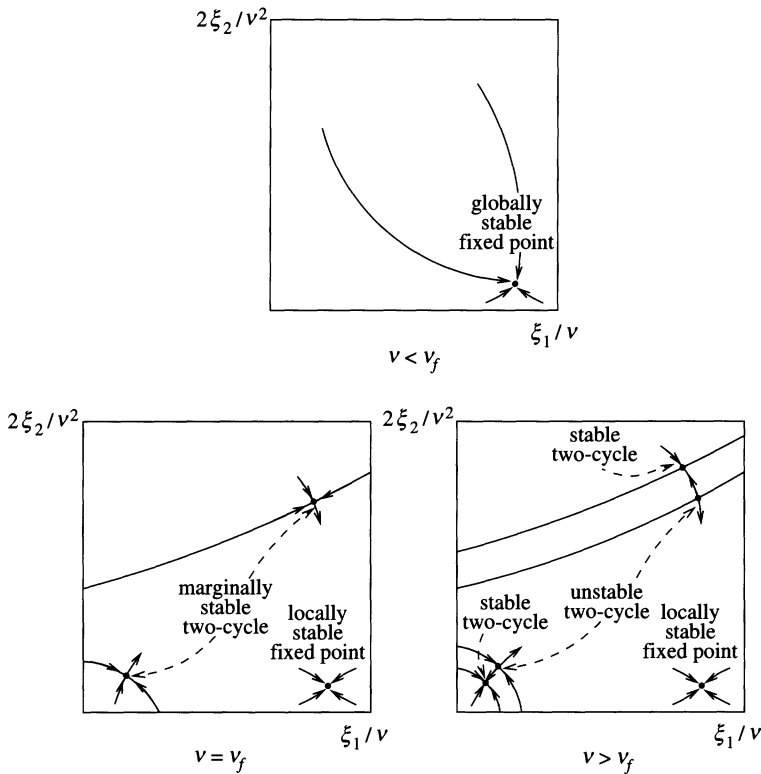 2ξ₂/ν²
globally
stable
fixed point
ξ₁/ν
ν < ν_f
2ξ₂/ν²
marginally
stable
two-cycle
locally
stable
fixed point
ξ₁/ν
ν = ν_f
2ξ₂/ν²
stable
two-cycle
stable
two-cycle
unstable
two-cycle
locally
stable
fixed point
ξ₁/ν
ν > ν_f